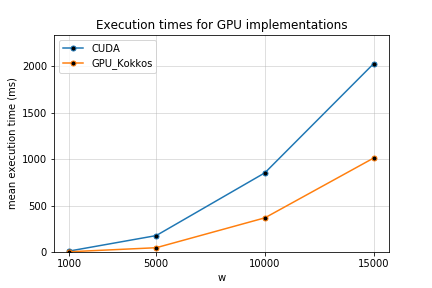 Execution times for GPU implementations
CUDA
GPU_Kokkos
mean execution time (ms)
2000
1500
1000
500
0
1000
5000
10000
15000
w